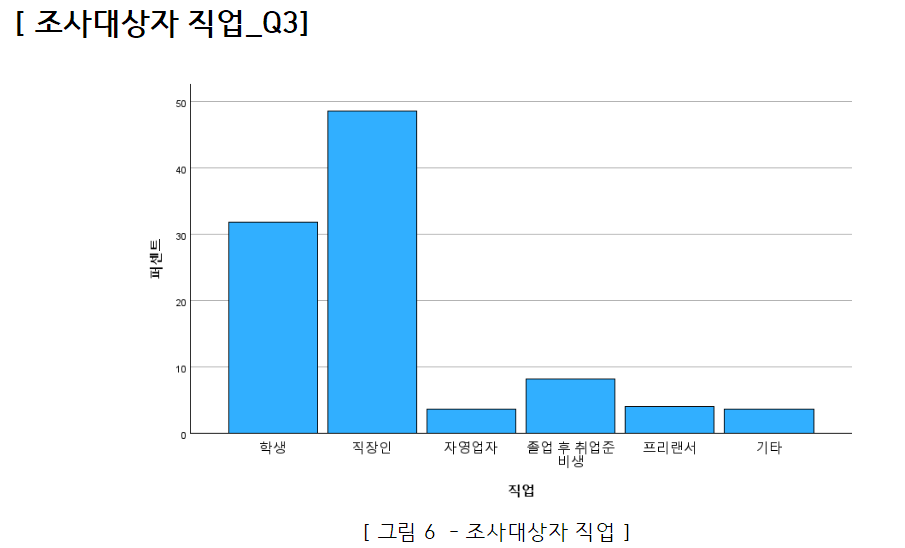 [ 조사대상자 직업_Q3]
50
40
30
20
10
0
퍼센트
학생 직장인 자영업자 졸업 후 취업준 프리랜서 기타
비생
직업
[ 그림 6 - 조사대상자 직업 ]